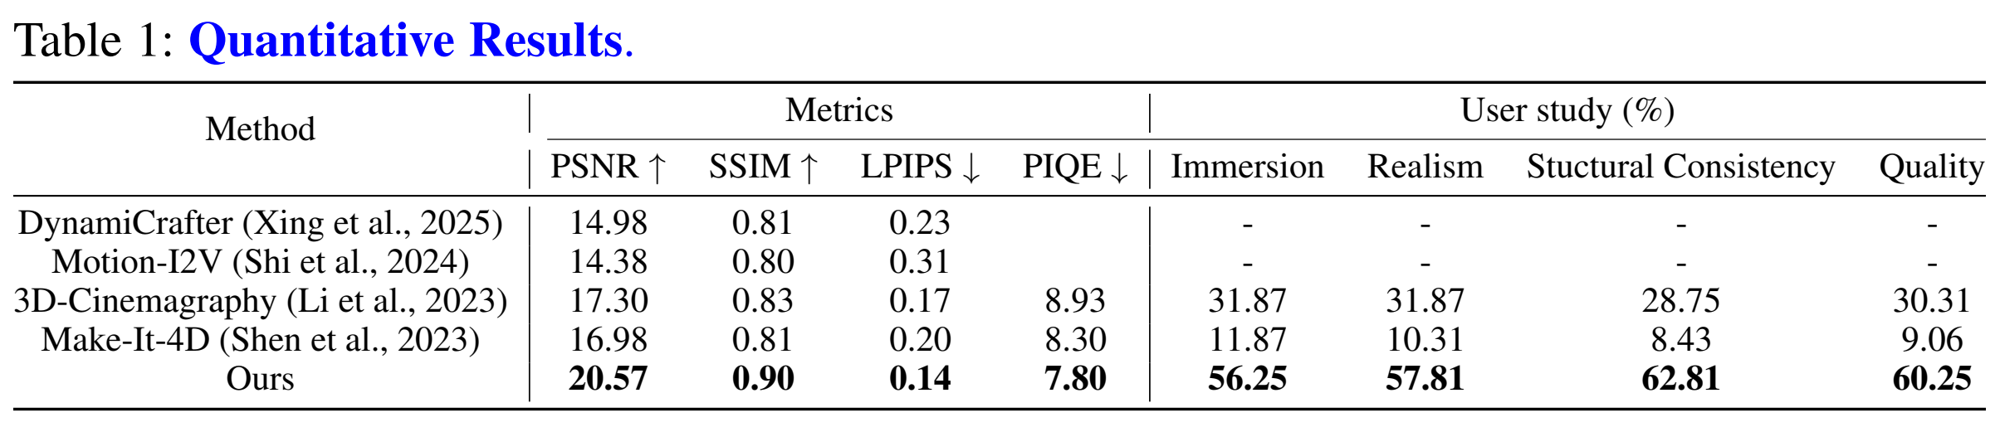 Table 1: Quantitative Results.
Method Metrics User study (%)
PSNR ↑ SSIM ↑ LPIPS ↓ PIQE ↓ Immersion Realism Stuctural Consistency Quality
DynamiCrafter (Xing et al., 2025) 14.98 0.81 0.23 - - - -
Motion-I2V (Shi et al., 2024) 14.38 0.80 0.31 - - - -
3D-Cinemagraphy (Li et al., 2023) 17.30 0.83 0.17 8.93 31.87 31.87 28.75 30.31
Make-It-4D (Shen et al., 2023) 16.98 0.81 0.20 8.30 11.87 10.31 8.43 9.06
Ours 20.57 0.90 0.14 7.80 56.25 57.81 62.81 60.25